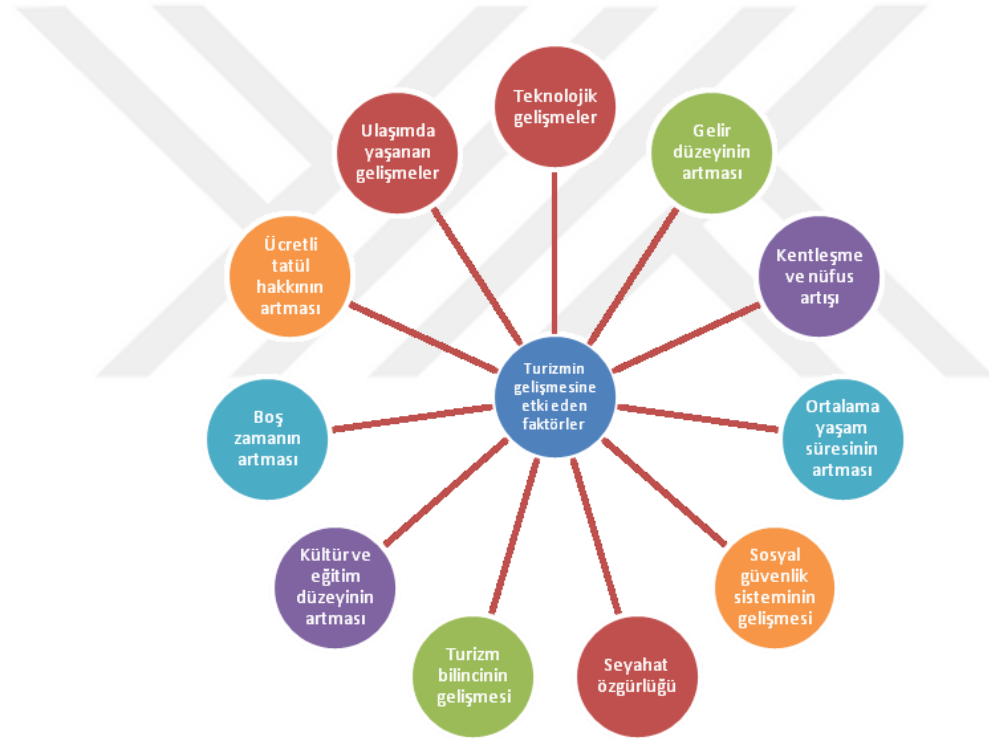 Teknolojik
gelişmeler
Gelir
düzeyinin
artması
Kentleşme
ve nüfus
artışı
Ortalama
yaşam
süresinin
artması
Sosyal
güvenlik
sisteminin
gelişmesi
Seyahat
özgürlüğü
Turizm
bilincinin
gelişmesi
Kültür ve
eğitim
düzeyinin
artması
Boş
zamanın
artması
Ücretli
tatül
hakkının
artması
Ulaşımda
yaşanan
gelişmeler
Turizmin
gelişmesine
etki eden
faktörler